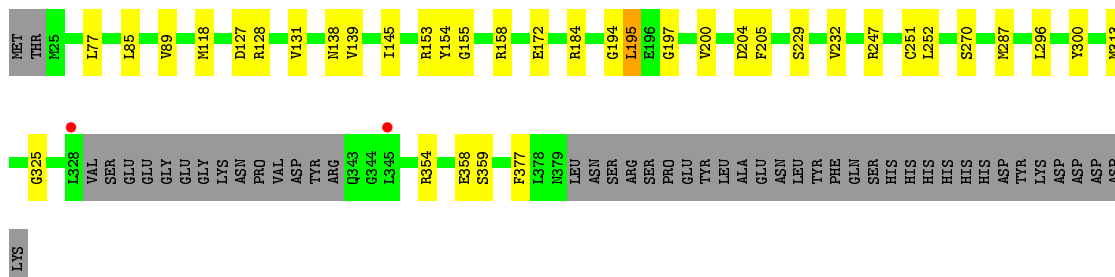 MET THR M25 L77 L85 V89 M118 D127 R128 V131 N138 V139 I145 R153 Y154 G155 R158 E172 R184 G194 L195 E196 G197 V200 D204 F205 S229 V232 R247 C251 L252 S270 M287 L296 Y300 M313
G325 L328 VAL SER GLU GLU GLY GLU GLY LYS ASN PRO VAL ASP TYR ARG Q343 G344 L345 R354 E358 S359 F377 L378 N379 LEU ASN SER ARG SER PRO GLU TYR LEU ALA GLU ASN LEU TYR PHE GLN SER HIS HIS HIS HIS HIS HIS ASP TYR LYS ASP ASP ASP ASP
LYS